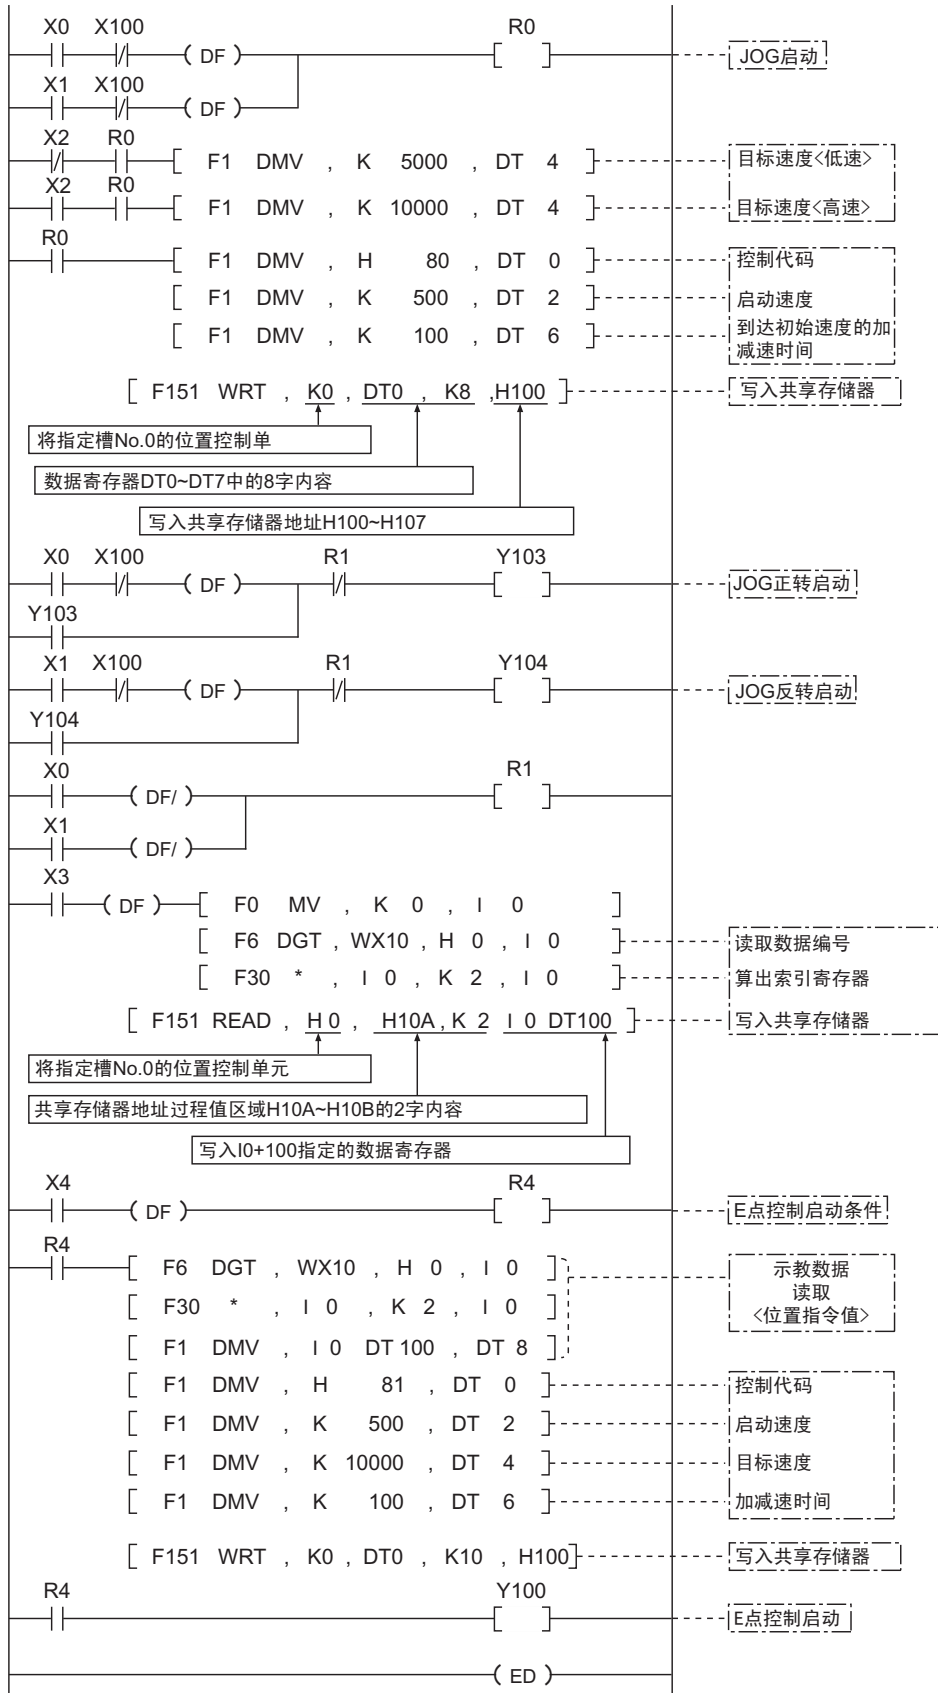 X0 X100 R0
( DF ) JOG启动
X1 X100
( DF )
X2 R0
[ F1 DMV , K 5000 , DT 4 ] 目标速度<低速>
X2 R0
[ F1 DMV , K 10000 , DT 4 ] 目标速度<高速>
R0
[ F1 DMV , H 80 , DT 0 ] 控制代码
[ F1 DMV , K 500 , DT 2 ] 启动速度
[ F1 DMV , K 100 , DT 6 ] 到达初始速度的加
减速时间
[ F151 WRT , K0 , DT0 , K8 ,H100 ] 写入共享存储器
将指定槽No.0的位置控制单
数据寄存器DT0~DT7中的8字内容
写入共享存储器地址H100~H107
X0 X100 R1 Y103
( DF ) JOG正转启动
Y103
X1 X100 R1 Y104
( DF ) JOG反转启动
Y104
X0 R1
( DF/ )
X1
( DF/ )
X3
( DF ) [ F0 MV , K 0 , I 0 ]
[ F6 DGT , WX10 , H 0 , I 0 ] 读取数据编号
[ F30 * , I 0 , K 2 , I 0 ] 算出索引寄存器
[ F151 READ , H 0 , H10A , K 2 I 0 DT100 ] 写入共享存储器
将指定槽No.0的位置控制单元
共享存储器地址过程值区域H10A~H10B的2字内容
写入I0+100指定的数据寄存器
X4 R4
( DF ) E点控制启动条件
R4
[ F6 DGT , WX10 , H 0 , I 0 ] 示教数据
读取
[ F30 * , I 0 , K 2 , I 0 ] <位置指令值>
[ F1 DMV , I 0 DT 100 , DT 8 ]
[ F1 DMV , H 81 , DT 0 ] 控制代码
[ F1 DMV , K 500 , DT 2 ] 启动速度
[ F1 DMV , K 10000 , DT 4 ] 目标速度
[ F1 DMV , K 100 , DT 6 ] 加减速时间
[ F151 WRT , K0 , DT0 , K10 , H100] 写入共享存储器
R4 Y100
E点控制启动
( ED )